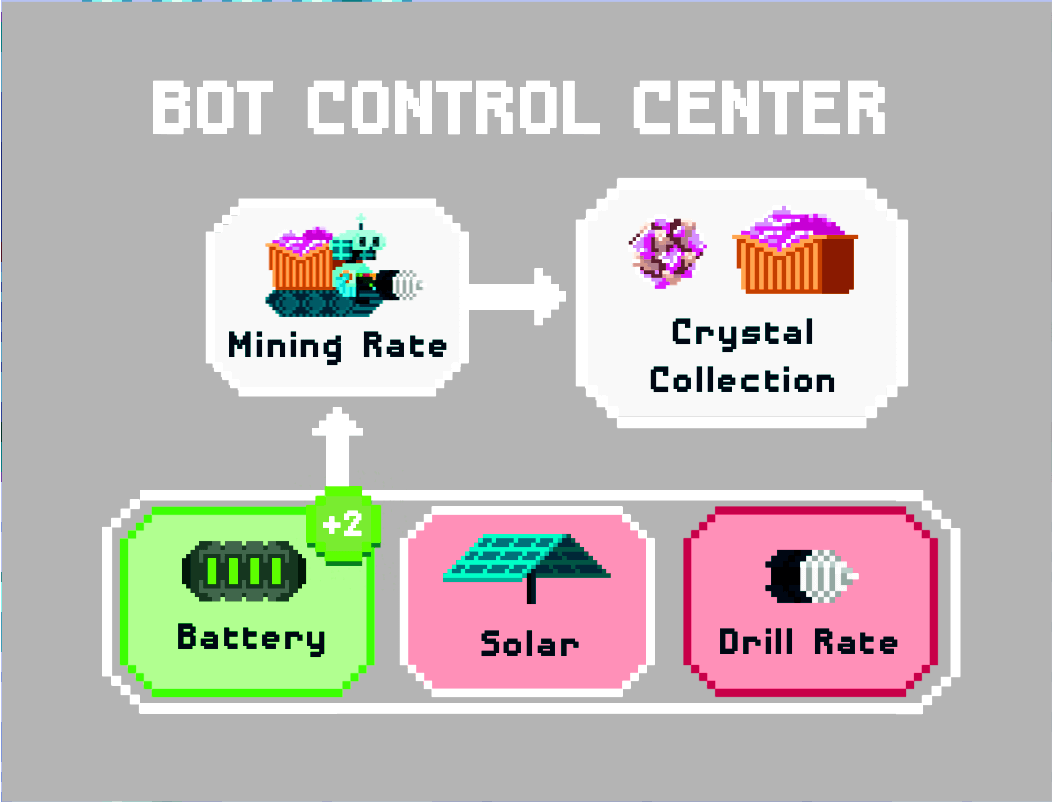 BOT CONTROL CENTER
Mining Rate
Crystal
Collection
+2
Battery
Solar
Drill Rate